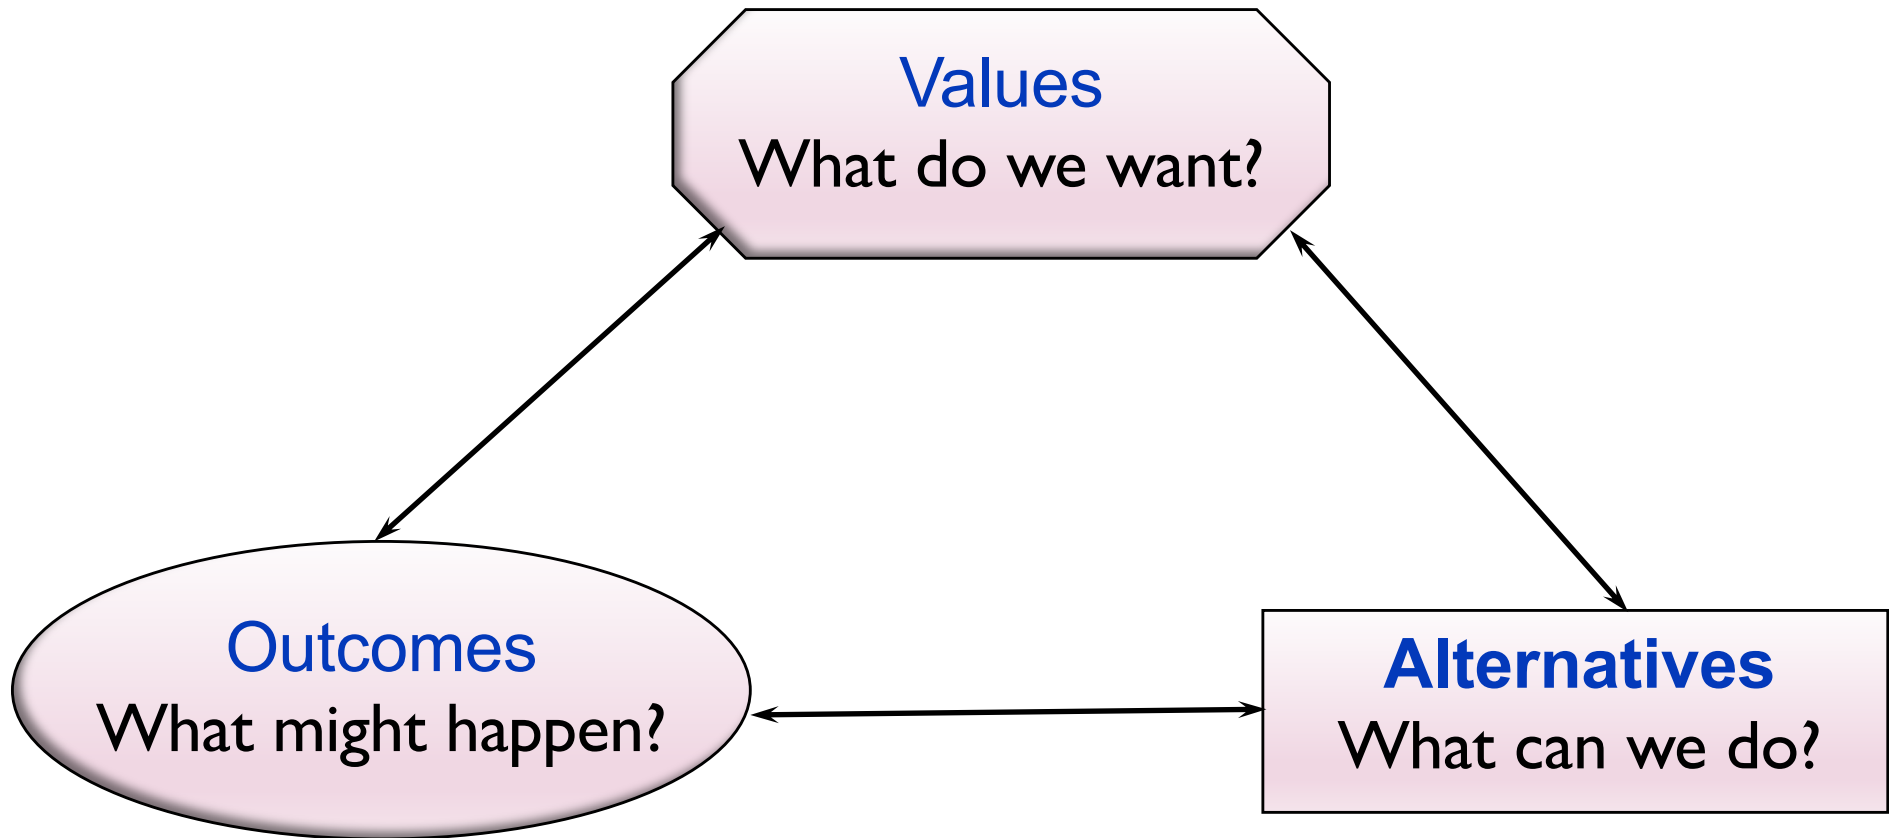 Values
What do we want?
Outcomes
What might happen?
Alternatives
What can we do?